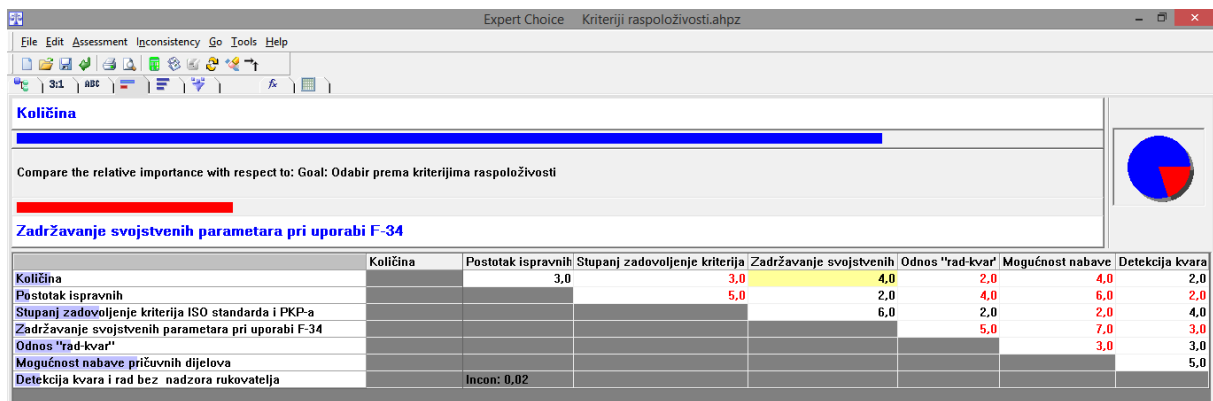 Expert Choice Kriteriji raspoloživosti.ahpz
File Edit Assessment Inconsistency Go Tools Help
3:1 ABC fx
Količina
Compare the relative importance with respect to: Goal: Odabir prema kriterijima raspoloživosti
Zadržavanje svojstvenih parametara pri uporabi F-34
Količina Postotak ispravnih Stupanj zadovoljenje kriterija Zadržavanje svojstvenih Odnos "rad-kvar" Mogućnost nabave Detekcija kvara
Količina 3,0 3,0 4,0 2,0 4,0 2,0
Postotak ispravnih 5,0 2,0 4,0 6,0 2,0
Stupanj zadovoljenje kriterija ISO standarda i PKP-a 6,0 2,0 2,0 4,0
Zadržavanje svojstvenih parametara pri uporabi F-34 5,0 7,0 3,0
Odnos "rad-kvar" 3,0 3,0
Mogućnost nabave pričuvnih dijelova 5,0
Detekcija kvara i rad bez nadzora rukovatelja Incon: 0,02